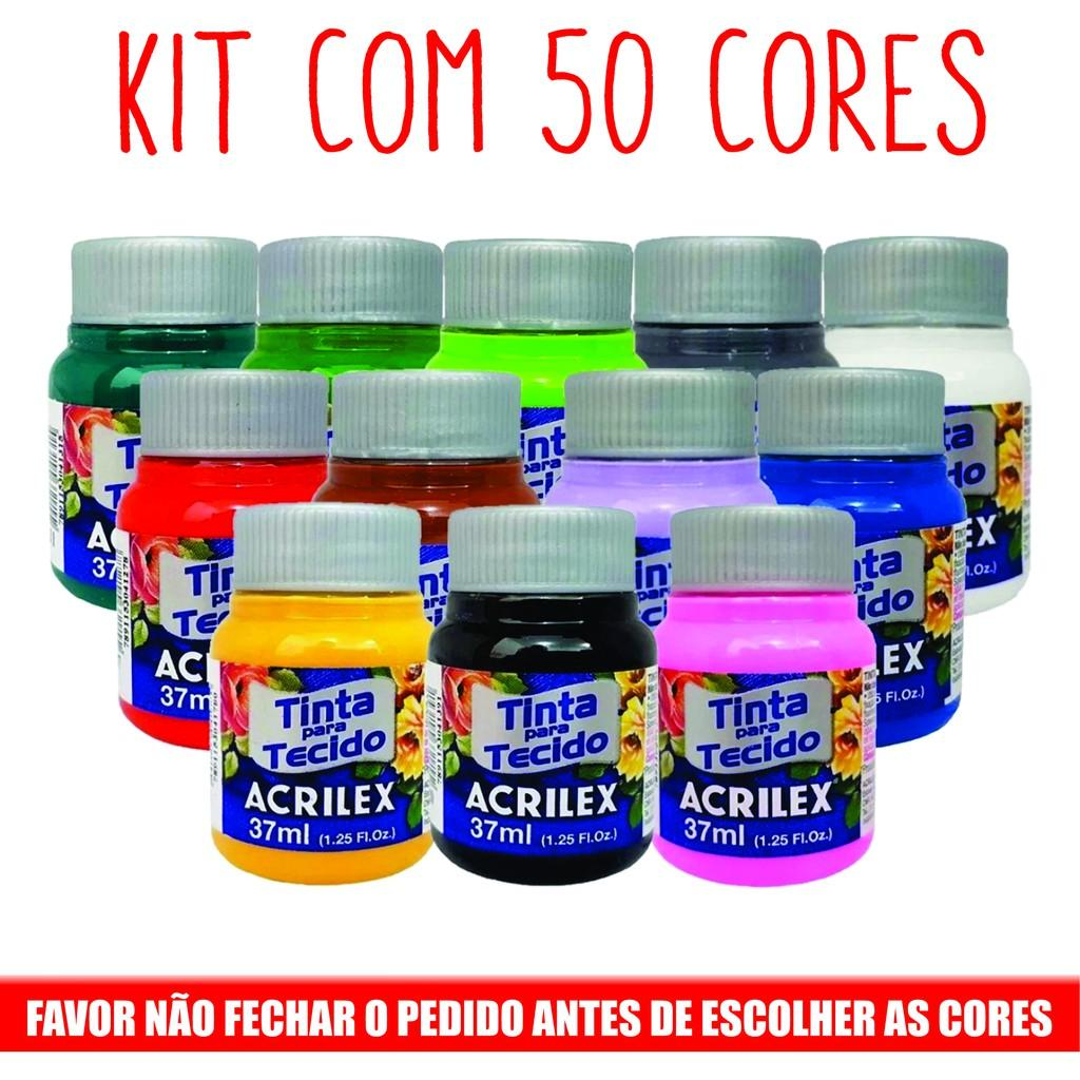 KIT COM 50 CORES
Tinta
para
Tecido
ACRILEX
37ml (1.25 Fl.Oz.)
Tinta
para
Tecido
ACRILEX
37ml (1.25 Fl.Oz.)
Tinta
para
Tecido
ACRILEX
37ml (1.25 Fl.Oz.)
FAVOR NÃO FECHAR O PEDIDO ANTES DE ESCOLHER AS CORES